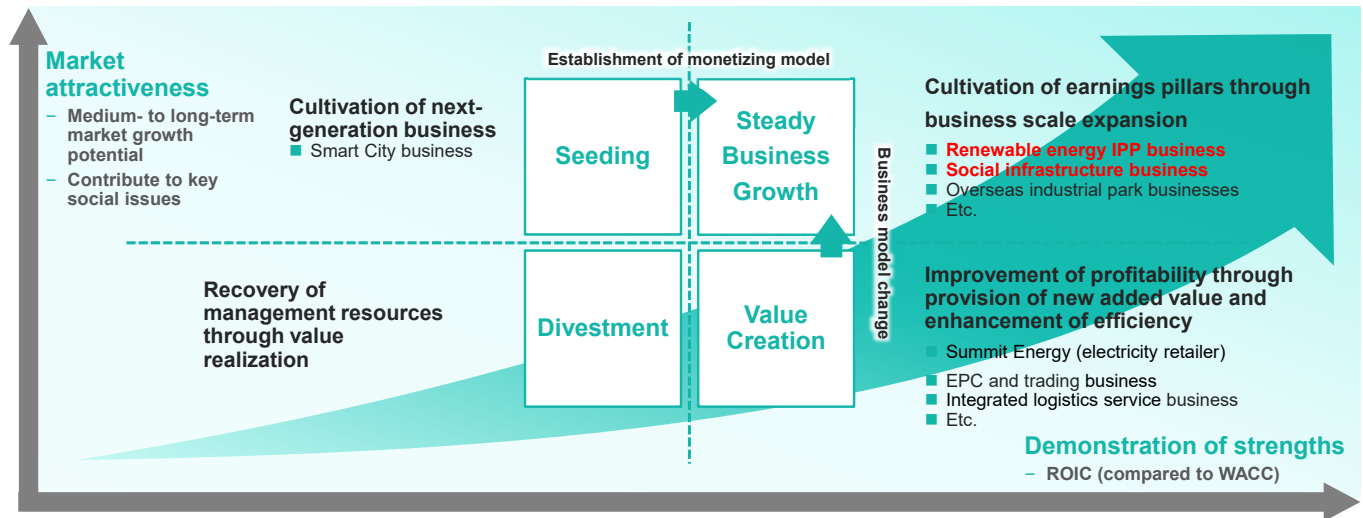 Market
attractiveness
– Medium- to long-term
market growth
potential
– Contribute to key
social issues
Cultivation of next-
generation business
■ Smart City business
Establishment of monetizing model
Seeding
Steady
Business
Growth
Business model change
Cultivation of earnings pillars through
business scale expansion
■ Renewable energy IPP business
■ Social infrastructure business
■ Overseas industrial park businesses
■ Etc.
Recovery of
management resources
through value
realization
Divestment
Value
Creation
Improvement of profitability through
provision of new added value and
enhancement of efficiency
■ Summit Energy (electricity retailer)
■ EPC and trading business
■ Integrated logistics service business
■ Etc.
Demonstration of strengths
– ROIC (compared to WACC)